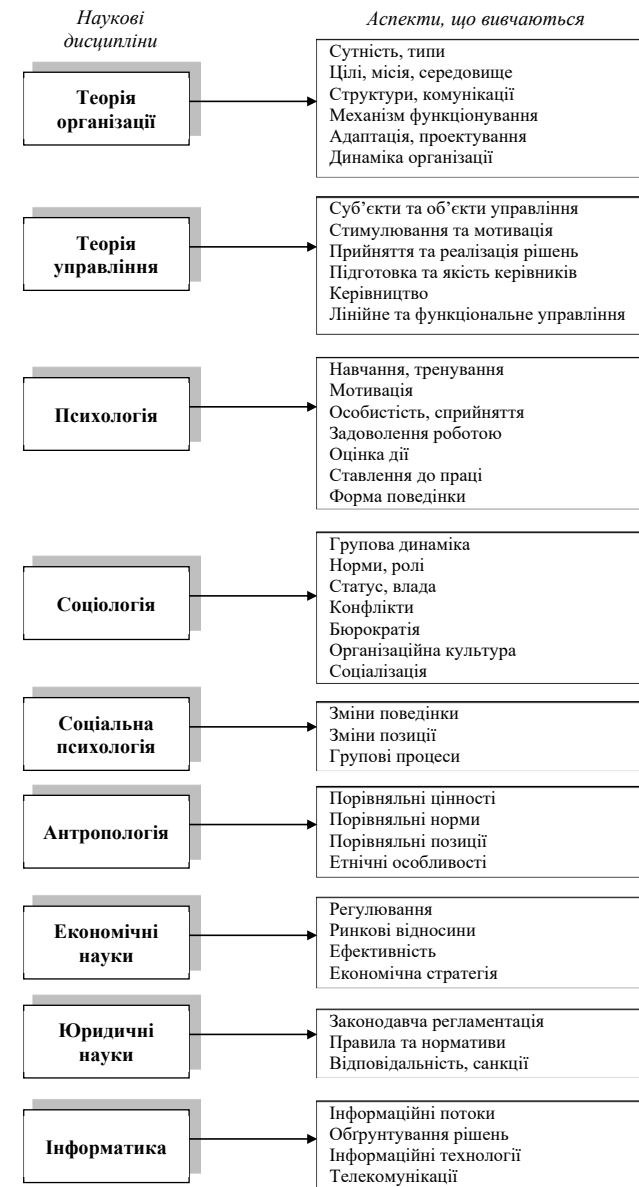 Наукові
дисципліни
Аспекти, що вивчаються
Теорія
організації
Сутність, типи
Цілі, місія, середовище
Структури, комунікації
Механізм функціонування
Адаптація, проектування
Динаміка організації
Теорія
управління
Суб’єкти та об’єкти управління
Стимулювання та мотивація
Прийняття та реалізація рішень
Підготовка та якість керівників
Керівництво
Лінійне та функціональне управління
Психологія
Навчання, тренування
Мотивація
Особистість, сприйняття
Задоволення роботою
Оцінка дії
Ставлення до праці
Форма поведінки
Соціологія
Групова динаміка
Норми, ролі
Статус, влада
Конфлікти
Бюрократія
Організаційна культура
Соціалізація
Соціальна
психологія
Зміни поведінки
Зміни позиції
Групові процеси
Антропологія
Порівняльні цінності
Порівняльні норми
Порівняльні позиції
Етнічні особливості
Економічні
науки
Регулювання
Ринкові відносини
Ефективність
Економічна стратегія
Юридичні
науки
Законодавча регламентація
Правила та нормативи
Відповідальність, санкції
Інформатика
Інформаційні потоки
Обґрунтування рішень
Інформаційні технології
Телекомунікації